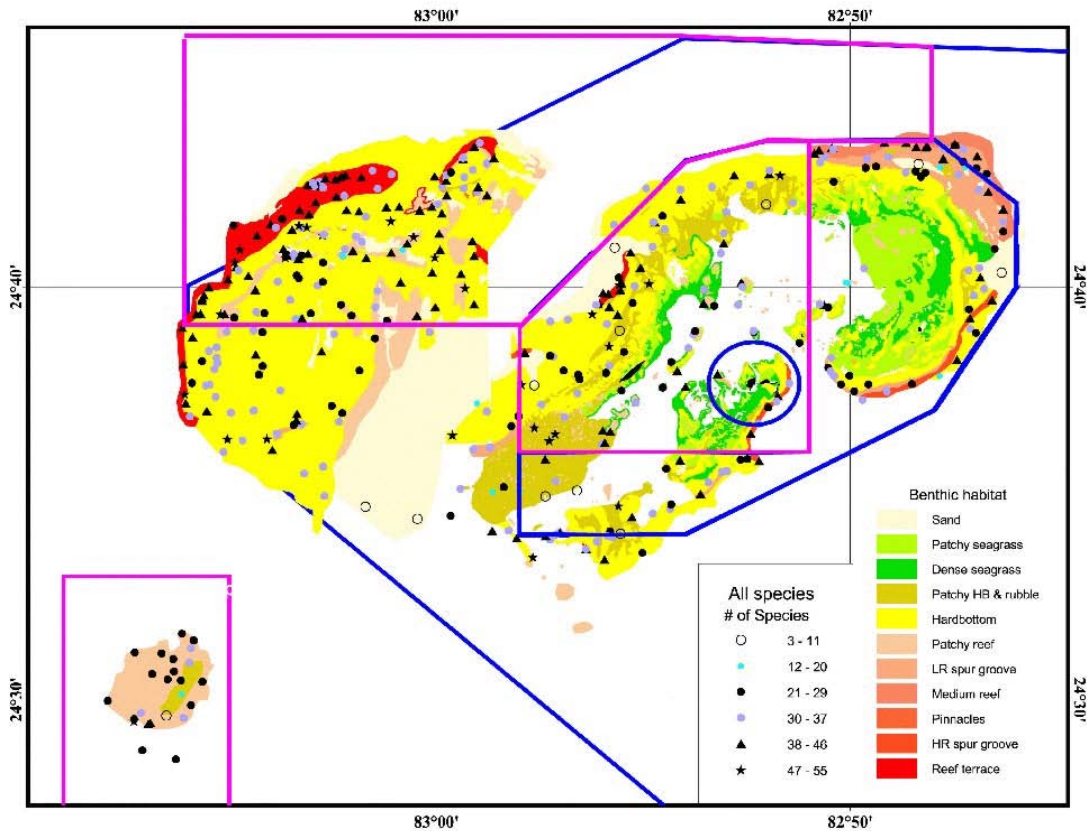 83°00' 82°50'
24°40' 24°40'
Benthic habitat
Sand
Patchy seagrass
Dense seagrass
Patchy HB & rubble
Hardbottom
Patchy reef
LR spur groove
Medium reef
Pinnacles
HR spur groove
Reef terrace
All species
# of Species
3 - 11
12 - 20
21 - 29
30 - 37
38 - 46
47 - 55
24°30' 24°30'
83°00' 82°50'